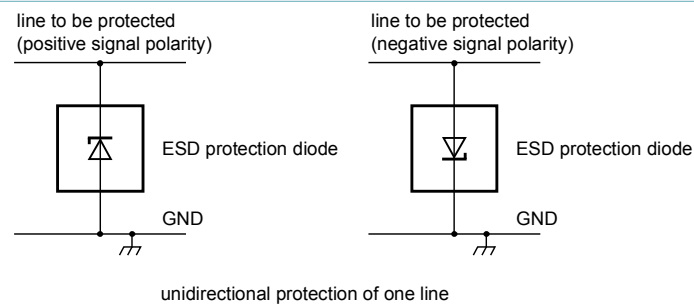 line to be protected
(positive signal polarity)
ESD protection diode
GND
line to be protected
(negative signal polarity)
ESD protection diode
GND
unidirectional protection of one line